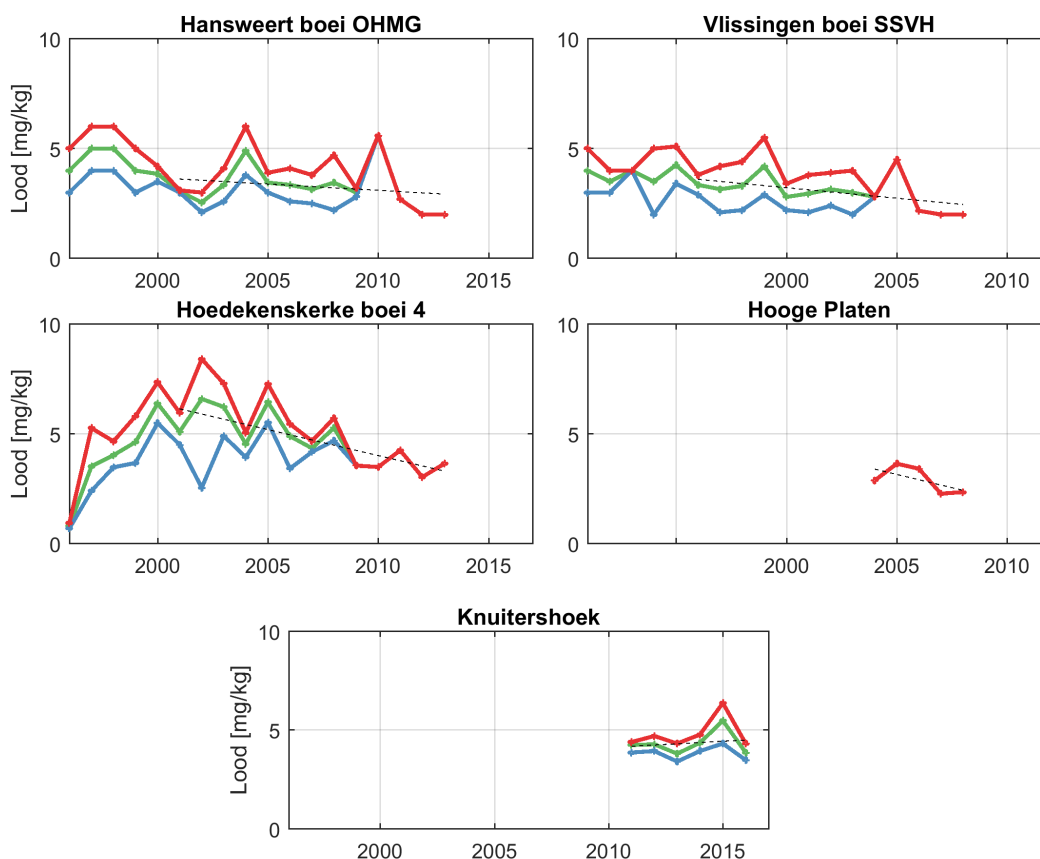 Hansweert boei OHMG
Vlissingen boei SSVH
10
5
0
Lood [mg/kg]
2000 2005 2010 2015
10
5
0
2000 2005 2010
Hoedekenskerke boei 4
Hooge Platen
10
5
0
Lood [mg/kg]
2000 2005 2010 2015
10
5
0
2000 2005 2010
Knuitershoek
10
5
0
Lood [mg/kg]
2000 2005 2010 2015